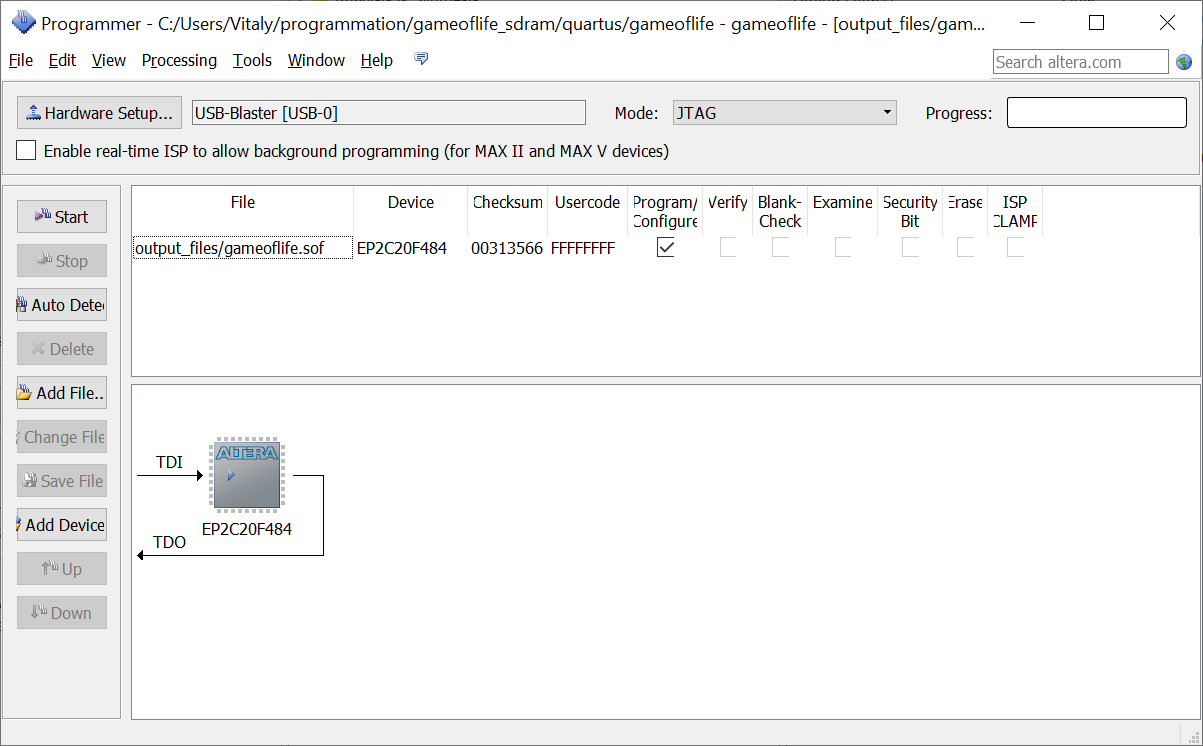 Programmer - C:/Users/Vitaly/programmation/gameoflife_sdram/quartus/gameoflife - gameoflife - [output_files/gam...
File Edit View Processing Tools Window Help
Search altera.com
Hardware Setup... USB-Blaster [USB-0] Mode: JTAG Progress:
Enable real-time ISP to allow background programming (for MAX II and MAX V devices)
Start
Stop
Auto Dete
Delete
Add File..
Change File
Save File
Add Device
Up
Down
File Device Checksum Usercode Program/ Verify Blank- Examine Security Erase ISP
Configure Check Bit CLAMP
output_files/gameoflife.sof EP2C20F484 00313566 FFFFFFFF
ALTERA
TDI
EP2C20F484
TDO